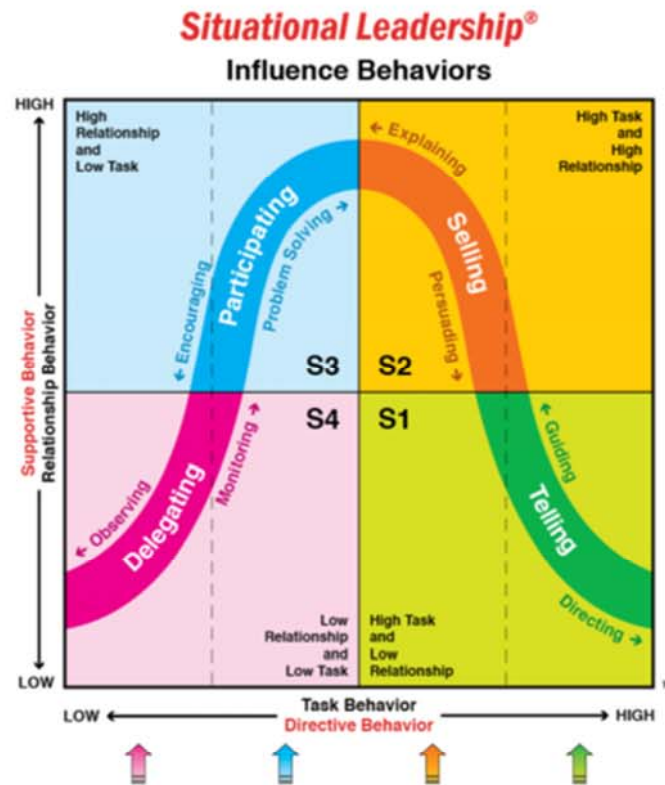 Situational Leadership®
Influence Behaviors
HIGH
High
Relationship
and
Low Task
← Explaining
High Task
and
High
Relationship
Participating
Selling
← Encouraging
Problem Solving →
Persuading →
S3
S2
Supportive Behavior
Relationship Behavior
S4
S1
← Observing
Delegating
Monitoring →
← Guiding
Telling
Directing →
Low
Relationship
and
Low Task
High Task
and
Low
Relationship
LOW
LOW
Task Behavior
Directive Behavior
HIGH